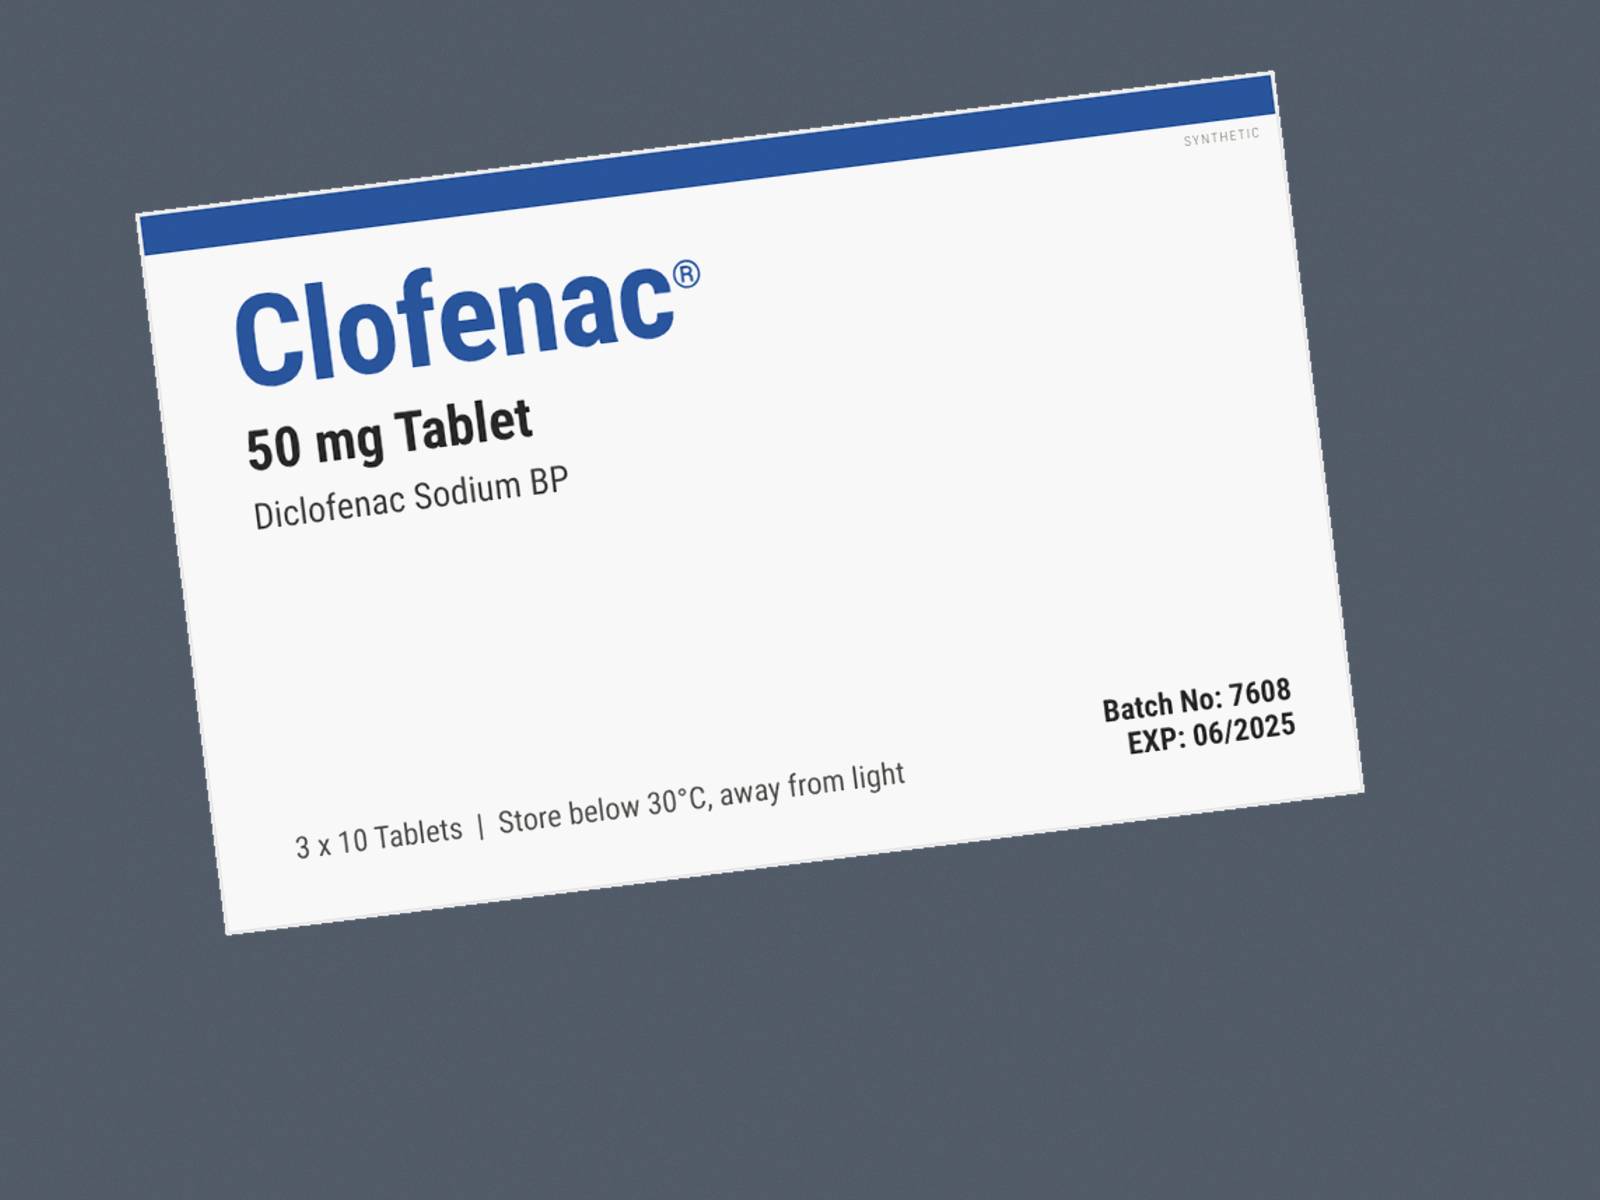 SYNTHETIC
Clofenac®
50 mg Tablet
Diclofenac Sodium BP
Batch No: 7608
EXP: 06/2025
3 x 10 Tablets | Store below 30°C, away from light